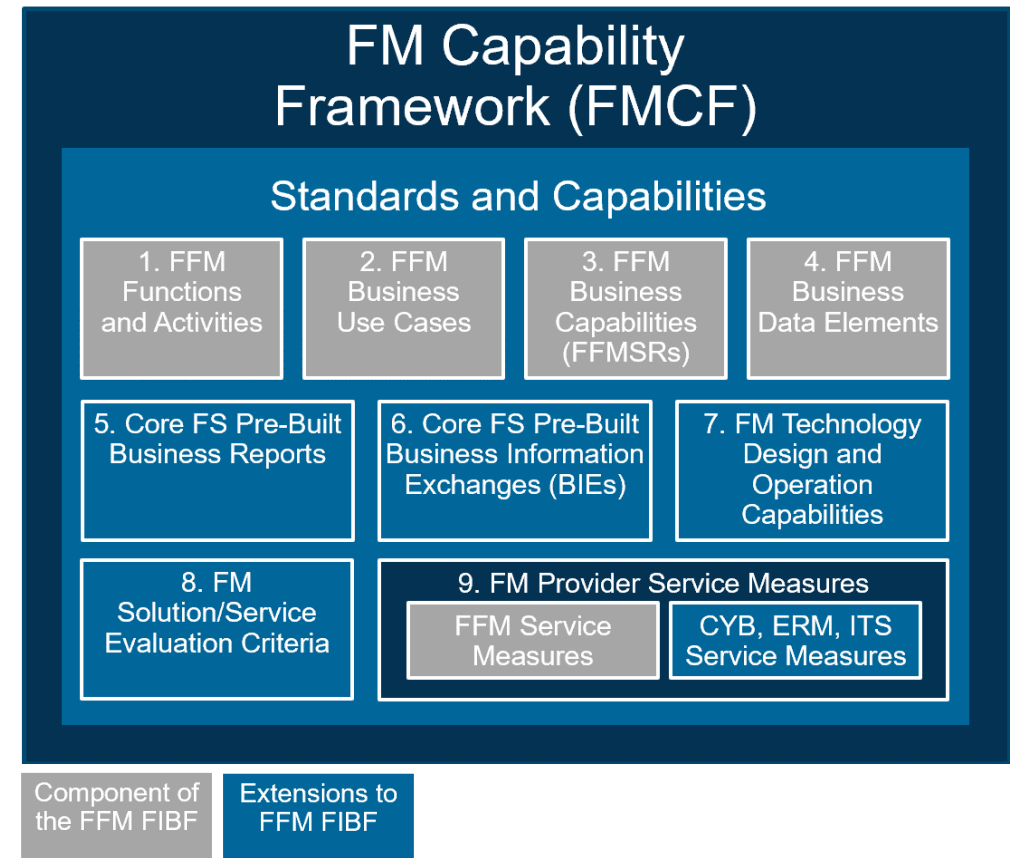 FM Capability
Framework (FMCF)
Standards and Capabilities
1. FFM
Functions
and Activities
2. FFM
Business
Use Cases
3. FFM
Business
Capabilities
(FFMSRs)
4. FFM
Business
Data Elements
5. Core FS Pre-Built
Business Reports
6. Core FS Pre-Built
Business Information
Exchanges (BIEs)
7. FM Technology
Design and
Operation
Capabilities
8. FM
Solution/Service
Evaluation Criteria
9. FM Provider Service Measures
FFM Service
Measures
CYB, ERM, ITS
Service Measures
Component of
the FFM FIBF
Extensions to
FFM FIBF